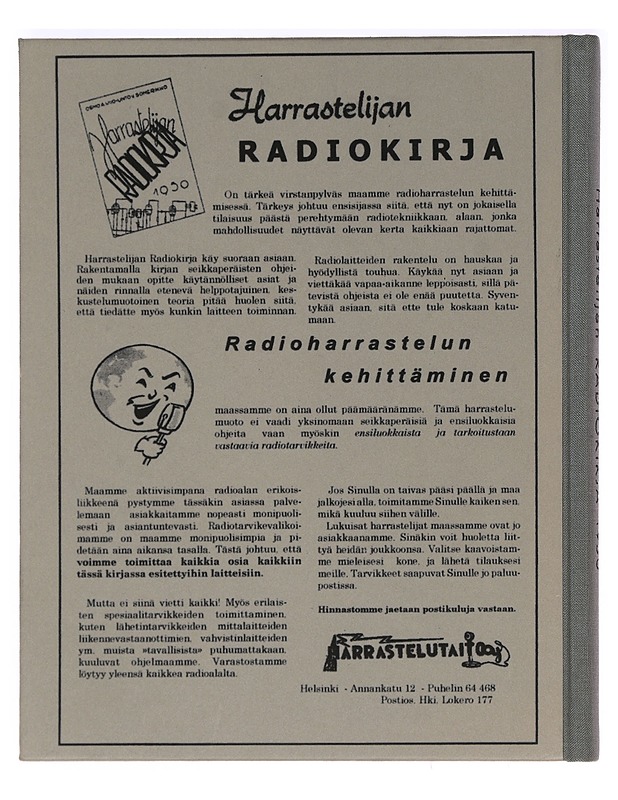 OSMO A. WIIO-UNTO V. SOMERIKKO
Harrastelijan
RADIOKIRJA
1950
Harrastelijan
RADIOKIRJA
On tärkeä virstanpylväs maamme radioharrastelun kehittä-
misessä. Tärkeys johtuu ensisijassa siitä, että nyt on jokaisella
tilaisuus päästä perehtymään radiotekniikkaan, alaan, jonka
mahdollisuudet näyttävät olevan kerta kaikkiaan rajattomat.
Harrastelijan Radiokirja käy suoraan asiaan.
Rakentamalla kirjan seikkaperäisten ohjei-
den mukaan opitte käytännölliset asiat ja
näiden rinnalla etenevä helppotajuinen, kes-
kustelumuotoinen teoria pitää huolen siitä,
että tiedätte myös kunkin laitteen toiminnan.
Radiolaitteiden rakentelu on hauskaa ja
hyödyllistä touhua. Käykää nyt asiaan ja
viettäkää vapaa-aikanne leppoisasti, sillä pä-
tevistä ohjeista ei ole enää puutetta. Syven-
tykää asiaan, sitä ette tule koskaan katu-
maan.
Radioharrastelun
kehittäminen
maassamme on aina ollut päämääränämme. Tämä harrastelu-
muoto ei vaadi yksinomaan seikkaperäisiä ja ensiluokkaisia
ohjeita vaan myöskin ensiluokkaista ja tarkoitustaan
vastaavia radiotarvikkeita.
Maamme aktiivisimpana radioalan erikois-
liikkeenä pystymme tässäkin asiassa palve-
lemaan asiakkaitamme nopeasti monipuoli-
sesti ja asiantuntevasti. Radiotarvikevalikoi-
mamme on maamme monipuolisimpia ja pi-
detään aina aikansa tasalla. Tästä johtuu, että
voimme toimittaa kaikkia osia kaikkiin
tässä kirjassa esitettyihin laitteisiin.
Mutta ei siinä vietti kaikki! Myös erilais-
ten spesiaalitarvikkeiden toimittaminen,
kuten lähetintarvikkeiden mittalaitteiden
liikennevastaanottimien, vahvistinlaitteiden
ym. muista «tavallisista» puhumattakaan,
kuuluvat ohjelmaamme. Varastostamme
löytyy yleensä kaikkea radioalalta.
Jos Sinulla on taivas pääsi päällä ja maa
jalkojesi alla, toimitamme Sinulle kaiken sen,
mikä kuuluu siihen välille.
Lukuisat harrastelijat maassamme ovat jo
asiakkaanamme. Sinäkin voit huoletta liit-
tyä heidän joukkoonsa. Valitse kaavoistam-
me mieleisesi kone, ja lähetä tilauksesi
meille. Tarvikkeet saapuvat Sinulle jo paluu-
postissa.
Hinnastomme jaetaan postikuluja vastaan.
HARRASTELUTAITO Oy
Helsinki - Annankatu 12 - Puhelin 64 468
Postios. Hki. Lokero 177
Harrastelijan RADIOKIRJA 1950